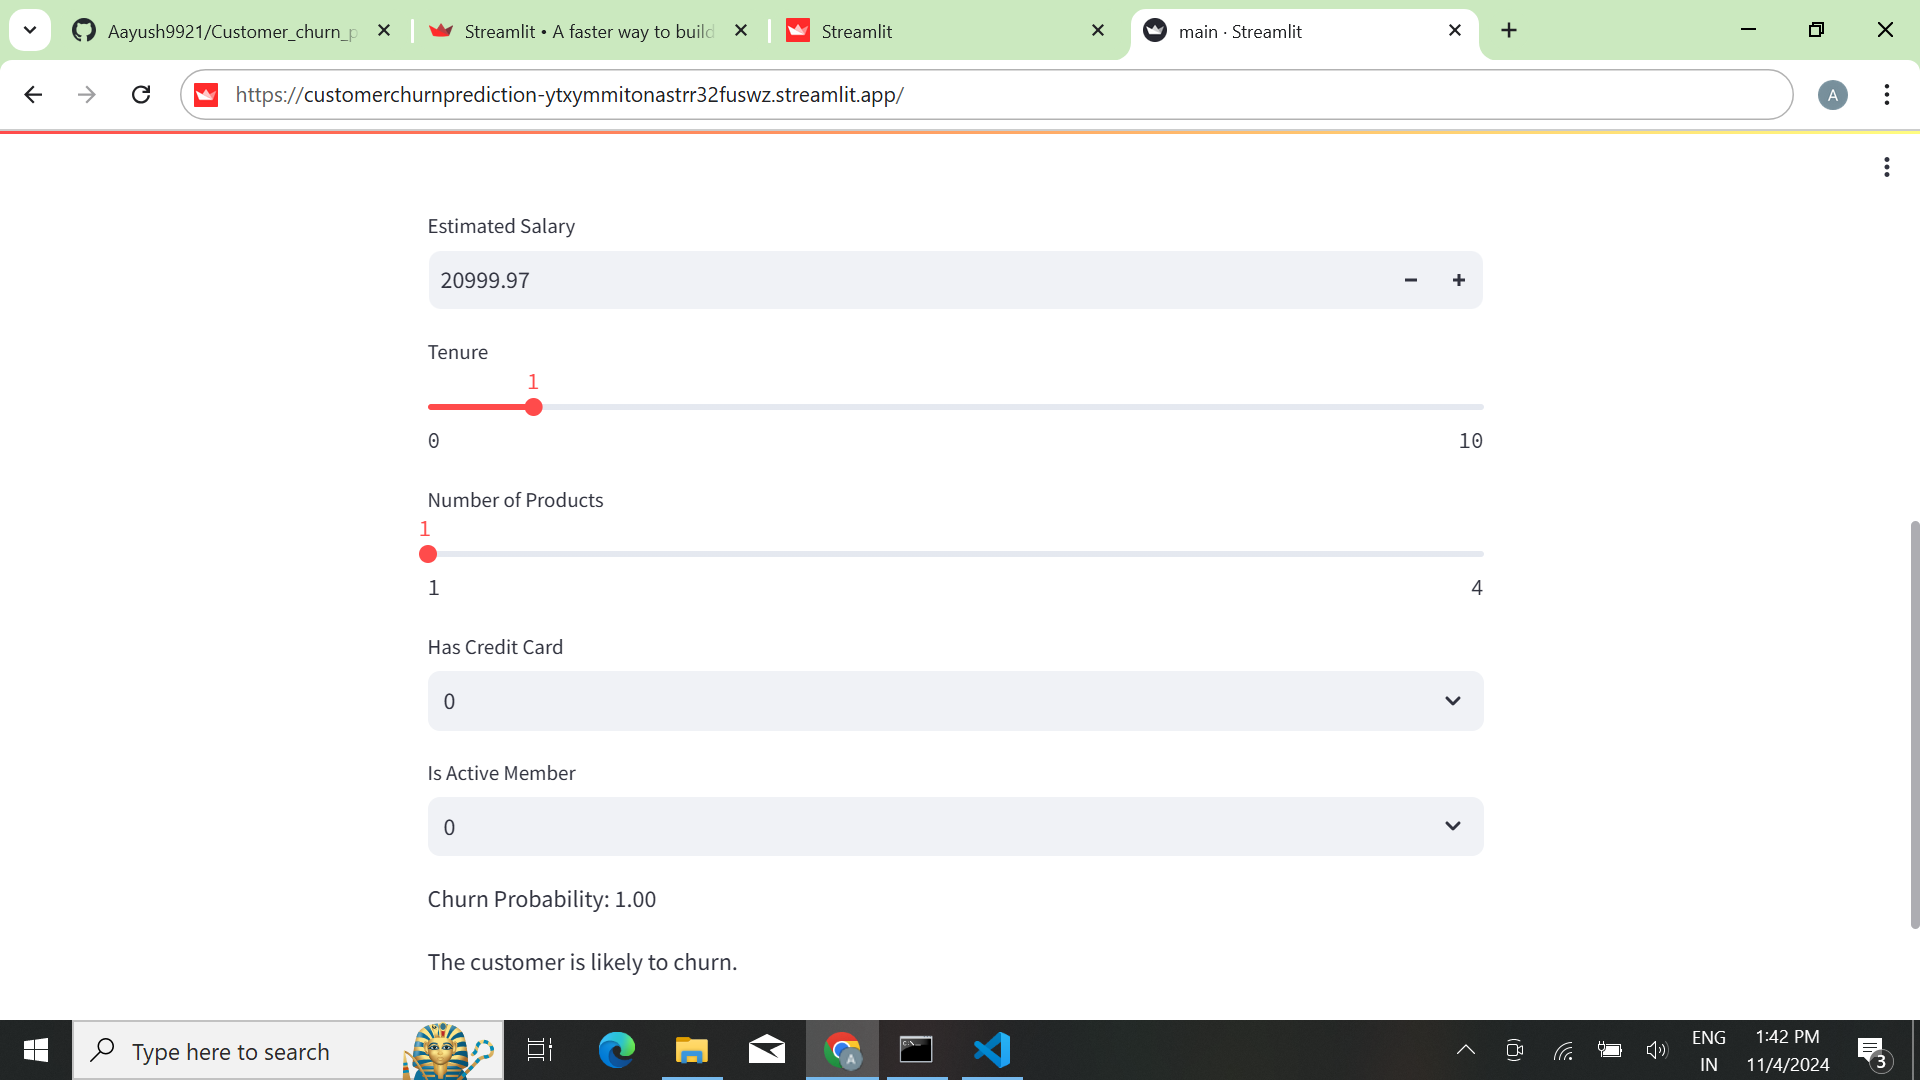 Aayush9921/Customer_churn_p
Streamlit • A faster way to build
Streamlit
main · Streamlit
https://customerchurnprediction-ytxymmitonastrr32fuswz.streamlit.app/
A
Estimated Salary
20999.97
Tenure
1
0 10
Number of Products
1
1 4
Has Credit Card
0
Is Active Member
0
Churn Probability: 1.00
The customer is likely to churn.
Type here to search
A
ENG
IN
1:42 PM
11/4/2024
3